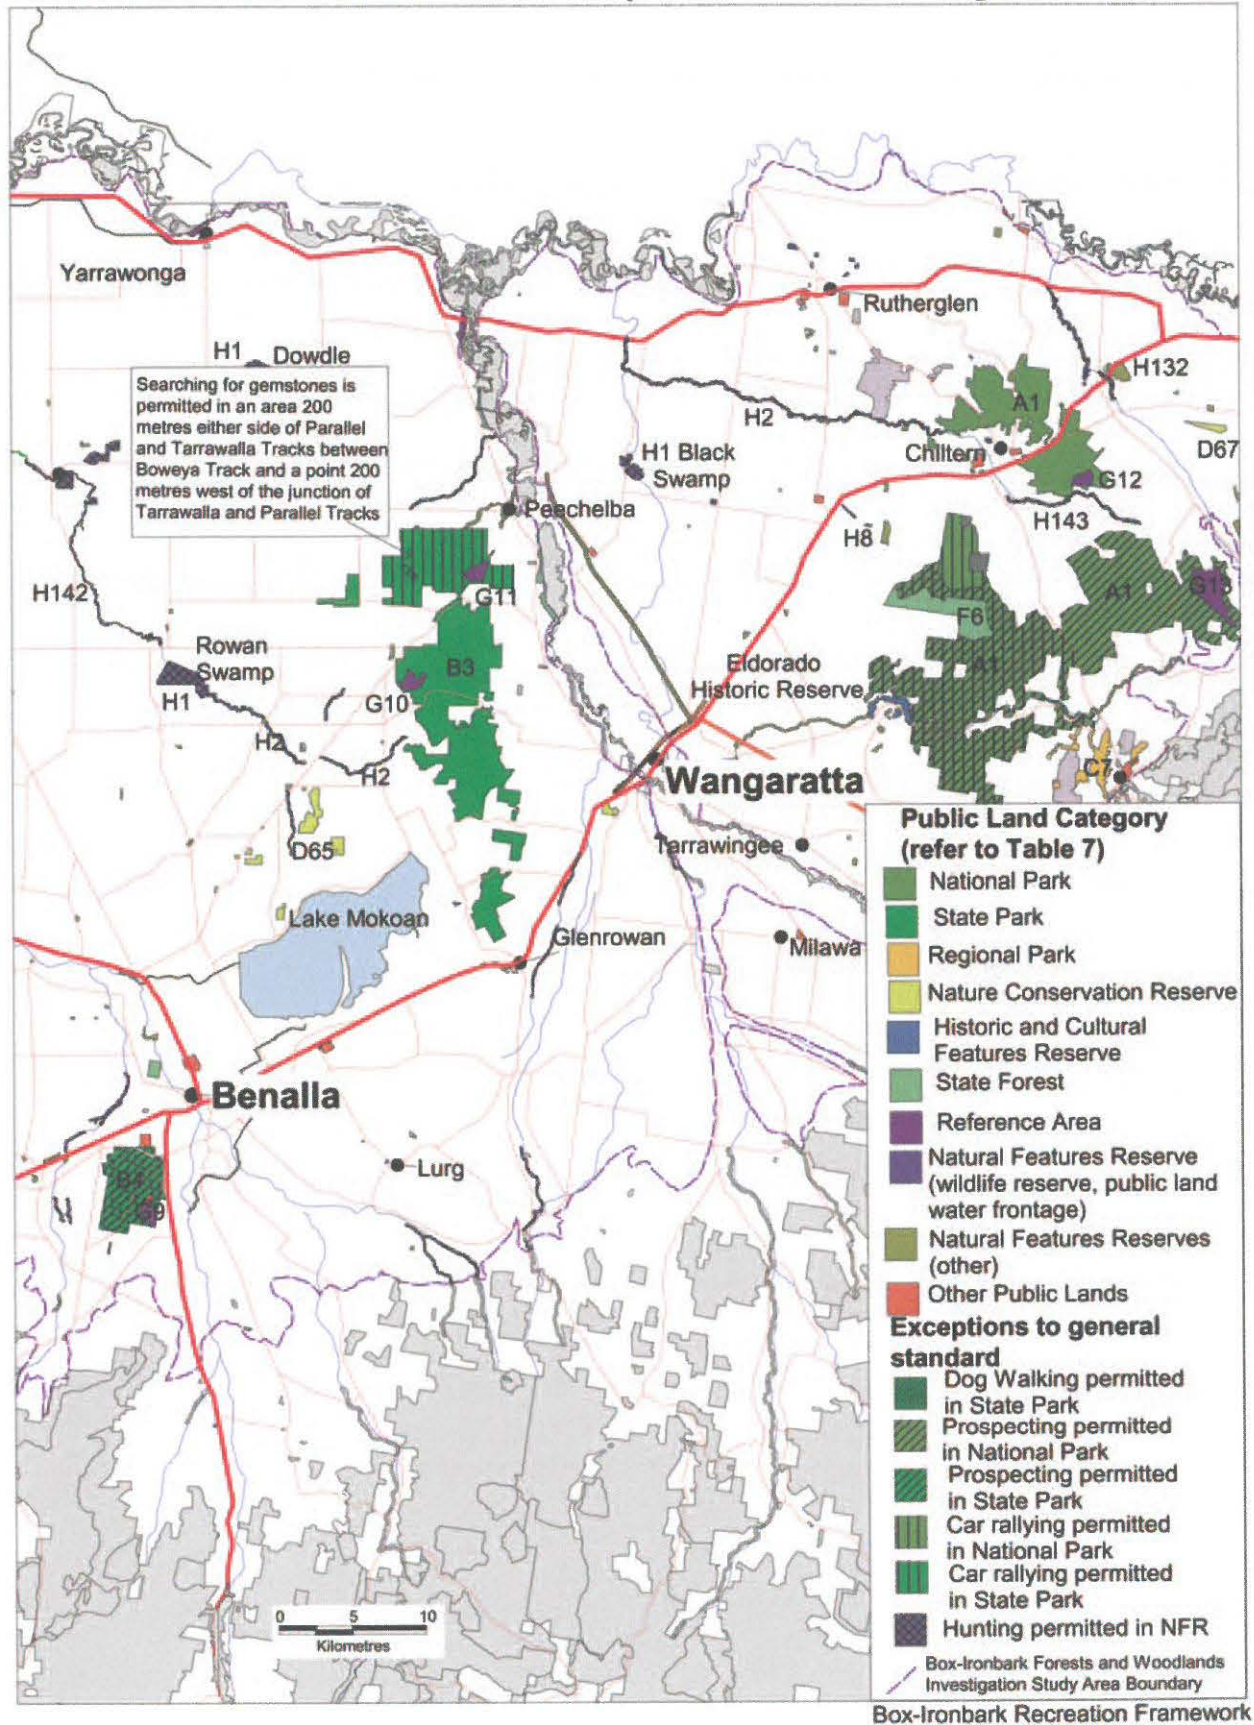 Yarrawonga
Rutherglen
H1 Dowdle
Searching for gemstones is
permitted in an area 200
metres either side of Parallel
and Tarrawalla Tracks between
Boweya Track and a point 200
metres west of the junction of
Tarrawalla and Parallel Tracks
H132
A1
H2
D67
Chiltern
H1 Black
Swamp
G12
Peechelba
H143
H8
H142
G11
A1
G13
F6
Rowan
Swamp
B3
A1
Eldorado
Historic Reserve
H1
G10
H2
H2
C7
Wangaratta
D65
Tarrawingee
Lake Mokoan
Glenrowan
Milawa
Benalla
Lurg
B4
G9
Public Land Category
(refer to Table 7)
National Park
State Park
Regional Park
Nature Conservation Reserve
Historic and Cultural
Features Reserve
State Forest
Reference Area
Natural Features Reserve
(wildlife reserve, public land
water frontage)
Natural Features Reserves
(other)
Other Public Lands
Exceptions to general
standard
Dog Walking permitted
in State Park
Prospecting permitted
in National Park
Prospecting permitted
in State Park
Car rallying permitted
in National Park
Car rallying permitted
in State Park
Hunting permitted in NFR
Box-Ironbark Forests and Woodlands
Investigation Study Area Boundary
0 5 10
Kilometres
Box-Ironbark Recreation Framework